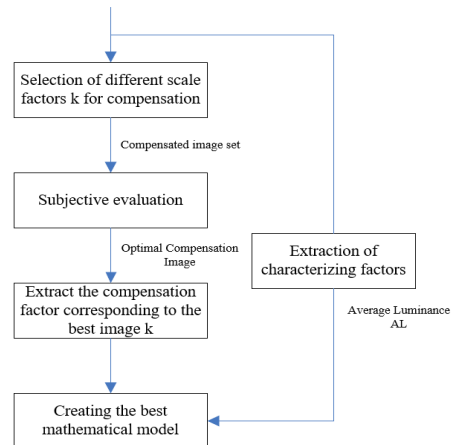 Selection of different scale
factors k for compensation
Compensated image set
Subjective evaluation
Optimal Compensation
Image
Extraction of
characterizing factors
Extract the compensation
factor corresponding to the
best image k
Average Luminance
AL
Creating the best
mathematical model